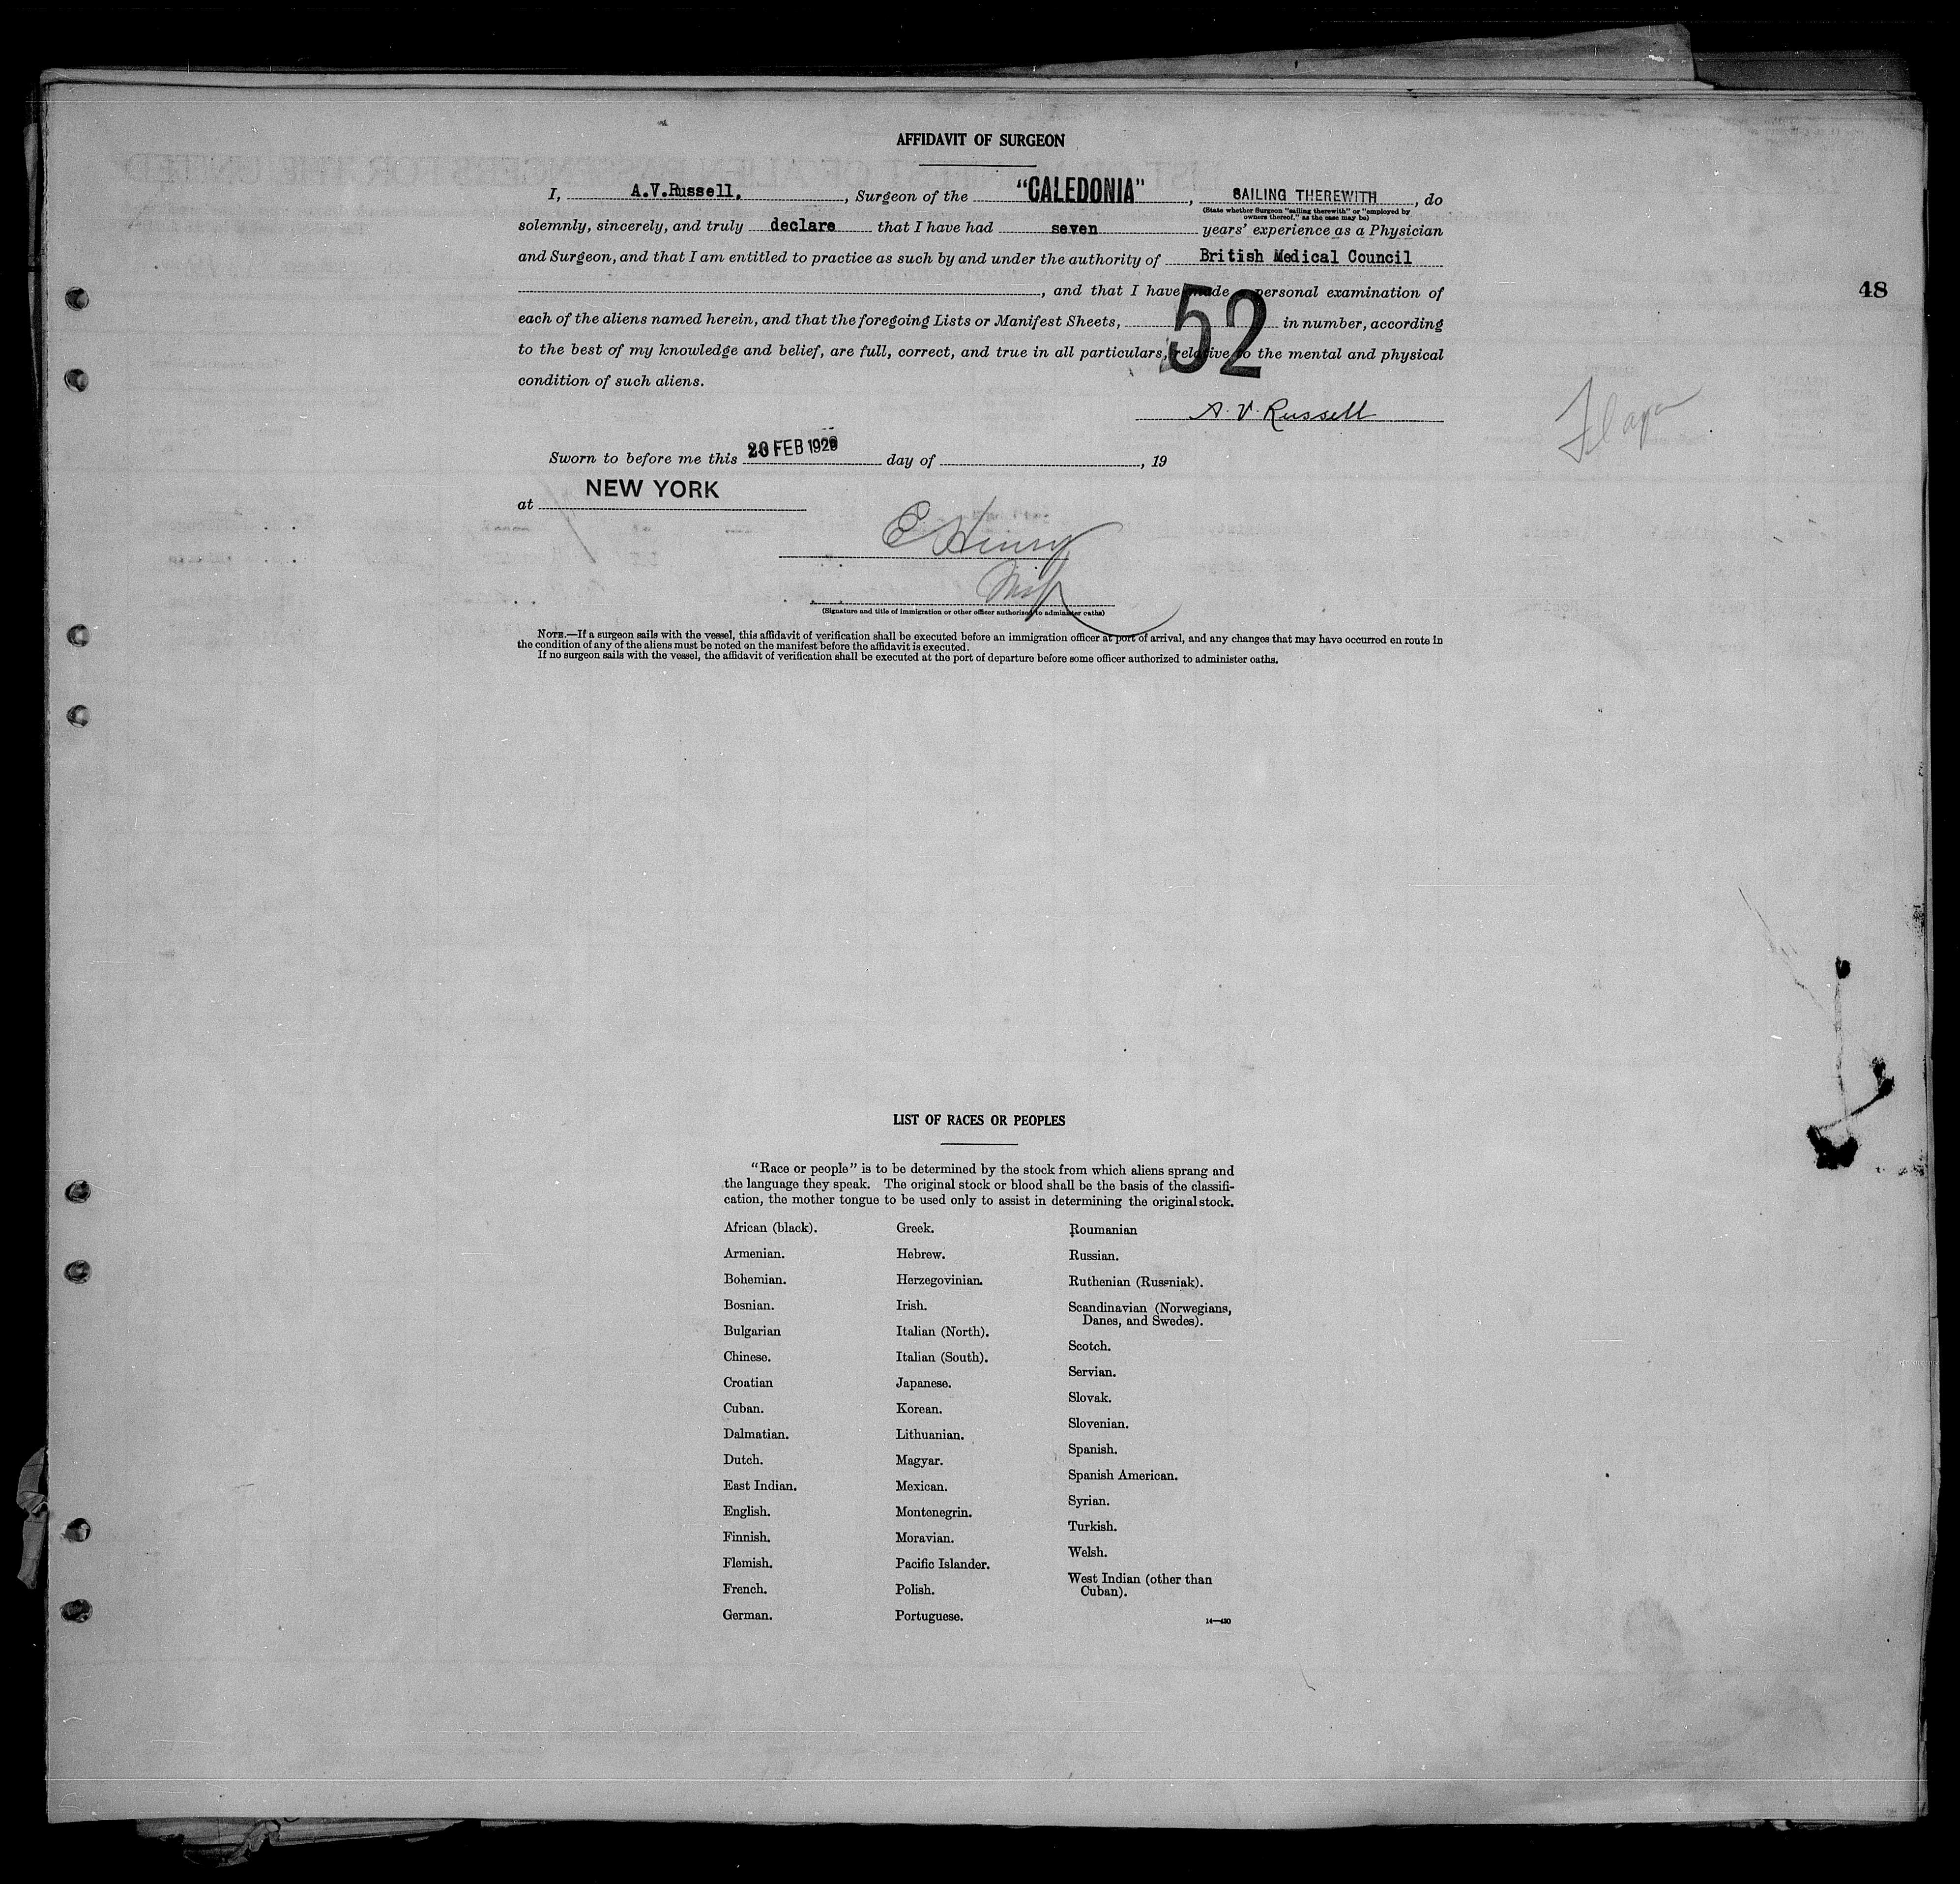 AFFIDAVIT OF SURGEON
I, A.V.Russell, , Surgeon of the "CALEDONIA" , SAILING THEREWITH , do
(State whether Surgeon "sailing therewith" or "employed by owners thereof," as the case may be)
solemnly, sincerely, and truly declare that I have had seven years' experience as a Physician
and Surgeon, and that I am entitled to practice as such by and under the authority of British Medical Council
, and that I have made personal examination of
48
each of the aliens named herein, and that the foregoing Lists or Manifest Sheets, 52 in number, according
to the best of my knowledge and belief, are full, correct, and true in all particulars, relative to the mental and physical
condition of such aliens.
A. V. Russell
Sworn to before me this 20 FEB 192 day of , 19
at NEW YORK
E Henry
(Signature and title of immigration or other officer authorized to administer oaths)
NOTE.—If a surgeon sails with the vessel, this affidavit of verification shall be executed before an immigration officer at port of arrival, and any changes that may have occurred en route in
the condition of any of the aliens must be noted on the manifest before the affidavit is executed.
If no surgeon sails with the vessel, the affidavit of verification shall be executed at the port of departure before some officer authorized to administer oaths.
LIST OF RACES OR PEOPLES
"Race or people" is to be determined by the stock from which aliens sprang and
the language they speak. The original stock or blood shall be the basis of the classifi-
cation, the mother tongue to be used only to assist in determining the original stock.
African (black).
Armenian.
Bohemian.
Bosnian.
Bulgarian
Chinese.
Croatian
Cuban.
Dalmatian.
Dutch.
East Indian.
English.
Finnish.
Flemish.
French.
German.
Greek.
Hebrew.
Herzegovinian.
Irish.
Italian (North).
Italian (South).
Japanese.
Korean.
Lithuanian.
Magyar.
Mexican.
Montenegrin.
Moravian.
Pacific Islander.
Polish.
Portuguese.
Roumanian
Russian.
Ruthenian (Russniak).
Scandinavian (Norwegians,
Danes, and Swedes).
Scotch.
Servian.
Slovak.
Slovenian.
Spanish.
Spanish American.
Syrian.
Turkish.
Welsh.
West Indian (other than
Cuban).
14—430